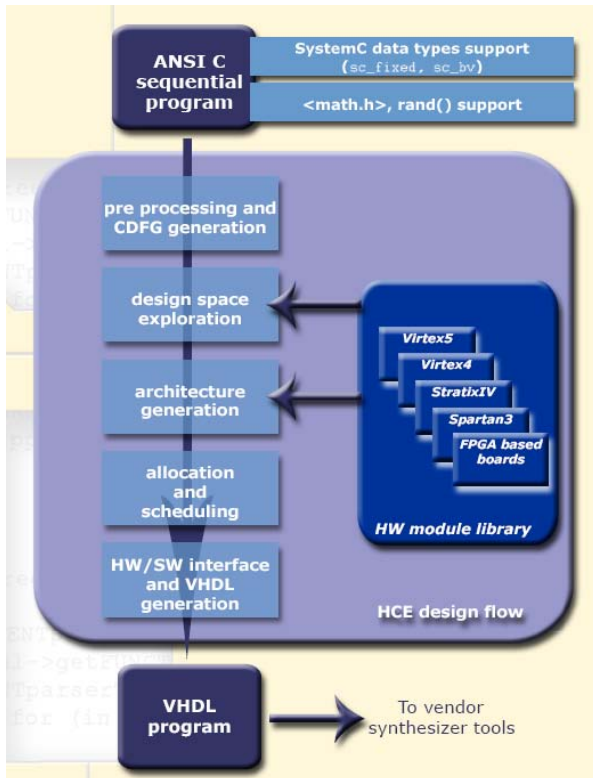 ANSI C
sequential
program
SystemC data types support
(sc_fixed, sc_bv)
<math.h>, rand() support
pre processing and
CDFG generation
design space
exploration
architecture
generation
allocation
and
scheduling
HW/SW interface
and VHDL
generation
Virtex5
Virtex4
StratixIV
Spartan3
FPGA based
boards
HW module library
HCE design flow
VHDL
program
To vendor
synthesizer tools